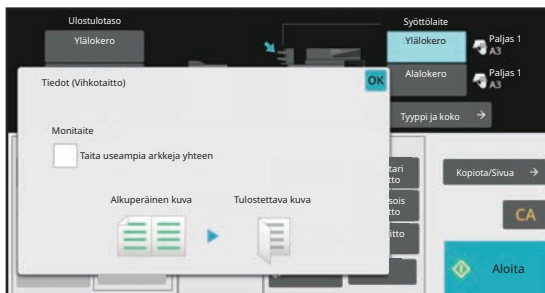 Ulostulotaso
Ylälokero
Syöttölaite
Ylälokero
Paljas 1
A3
Alalokero
Paljas 1
A3
Tyyppi ja koko
Tiedot (Vihkotaitto)
OK
Monitaite
Taita useampia arkkeja yhteen
Alkuperäinen kuva
Tulostettava kuva
Kopiota/Sivua
CA
Aloita